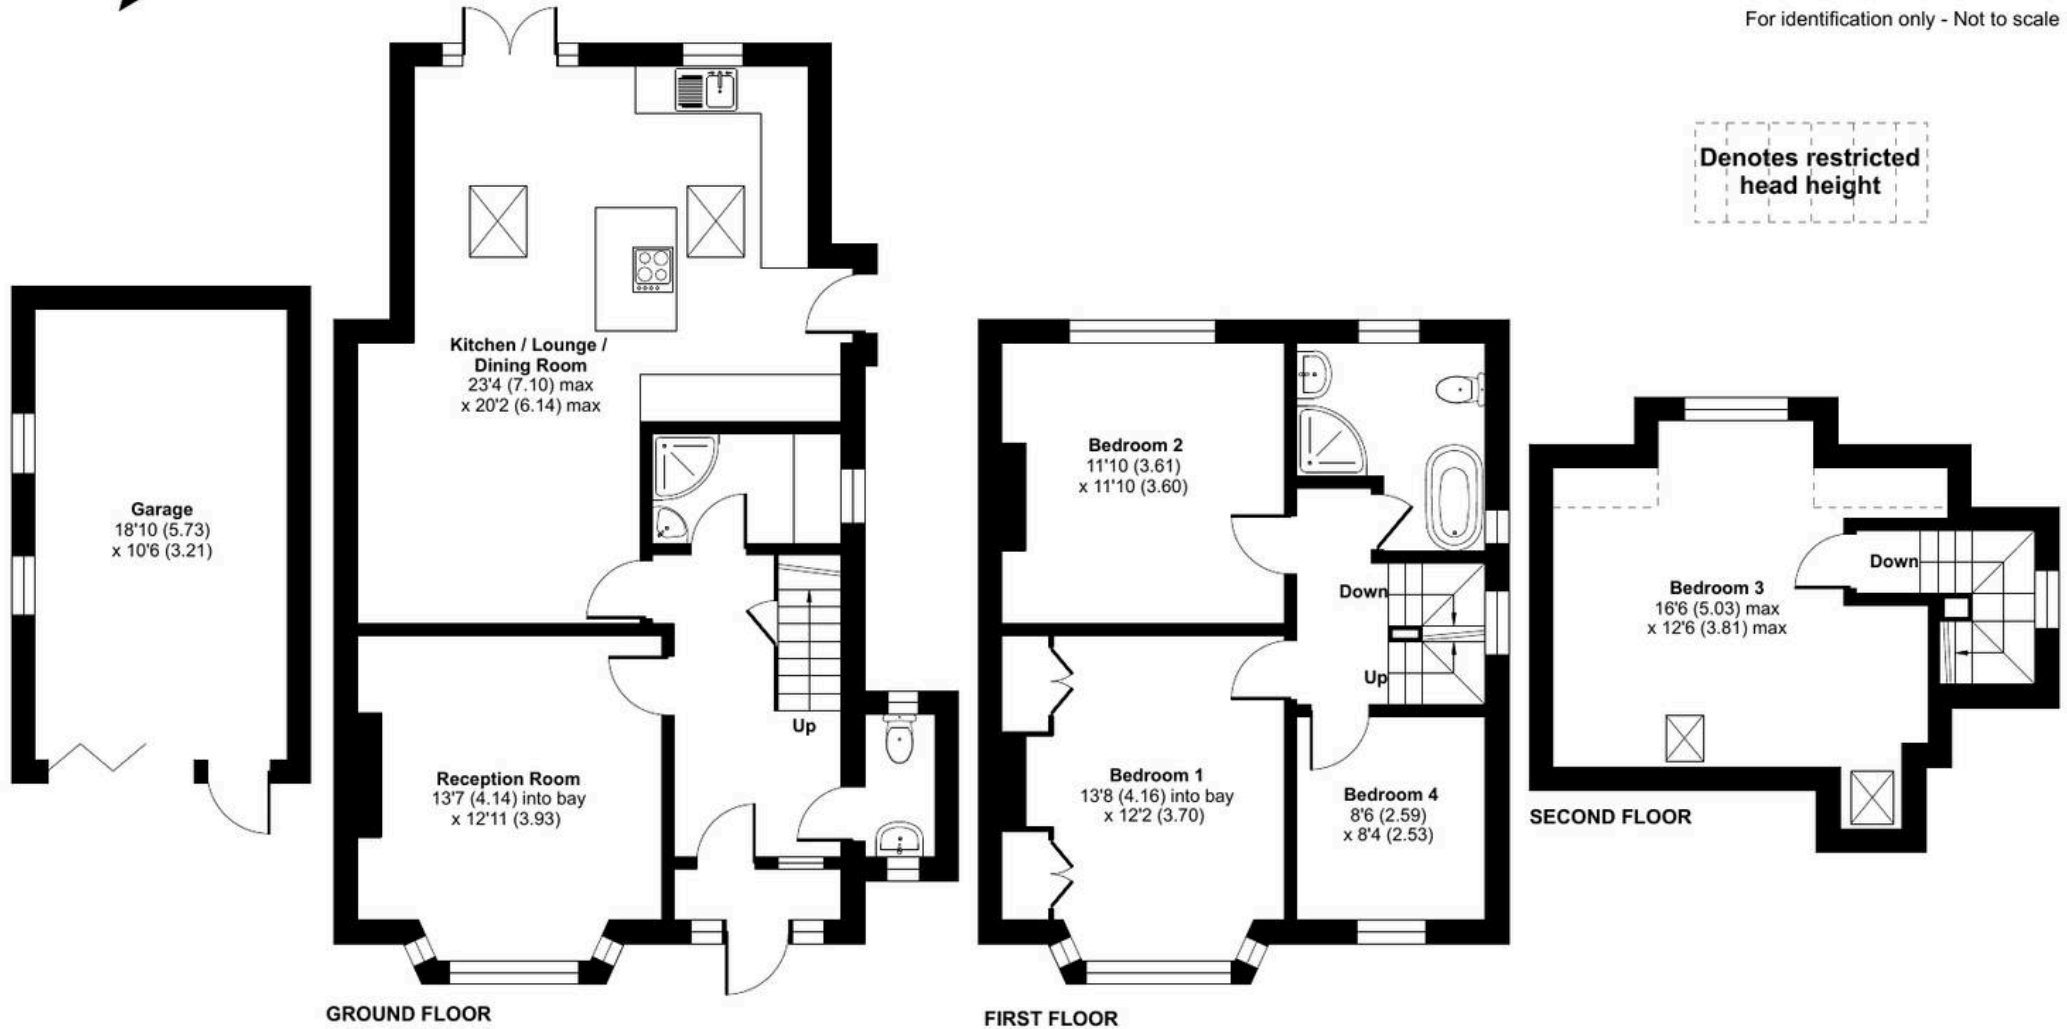 For identification only - Not to scale
Denotes restricted
head height
Kitchen / Lounge /
Dining Room
23'4 (7.10) max
x 20'2 (6.14) max
Garage
18'10 (5.73)
x 10'6 (3.21)
Up
Reception Room
13'7 (4.14) into bay
x 12'11 (3.93)
GROUND FLOOR
Bedroom 2
11'10 (3.61)
x 11'10 (3.60)
Down
Up
Bedroom 1
13'8 (4.16) into bay
x 12'2 (3.70)
Bedroom 4
8'6 (2.59)
x 8'4 (2.53)
FIRST FLOOR
Down
Bedroom 3
16'6 (5.03) max
x 12'6 (3.81) max
SECOND FLOOR